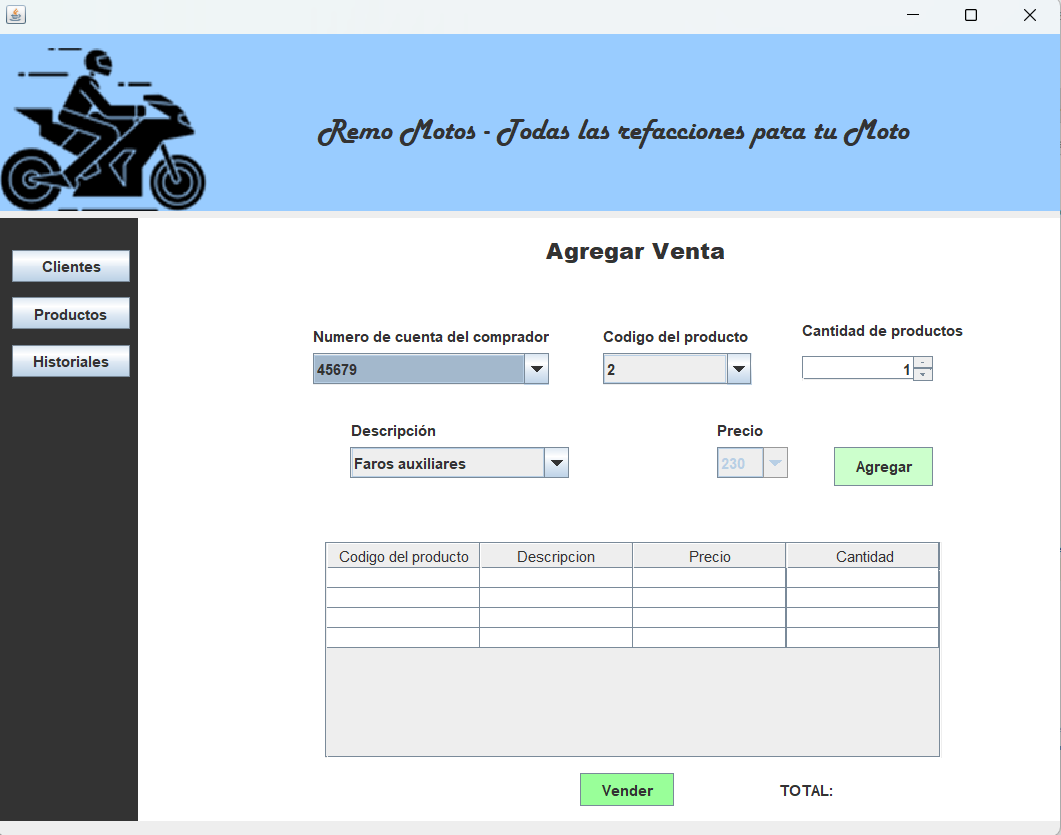 Remo Motos - Todas las refacciones para tu Moto
Clientes
Productos
Historiales
Agregar Venta
Numero de cuenta del comprador
45679
Codigo del producto
2
Cantidad de productos
1
Descripción
Faros auxiliares
Precio
230
Agregar
Codigo del producto Descripcion Precio Cantidad
Vender
TOTAL: